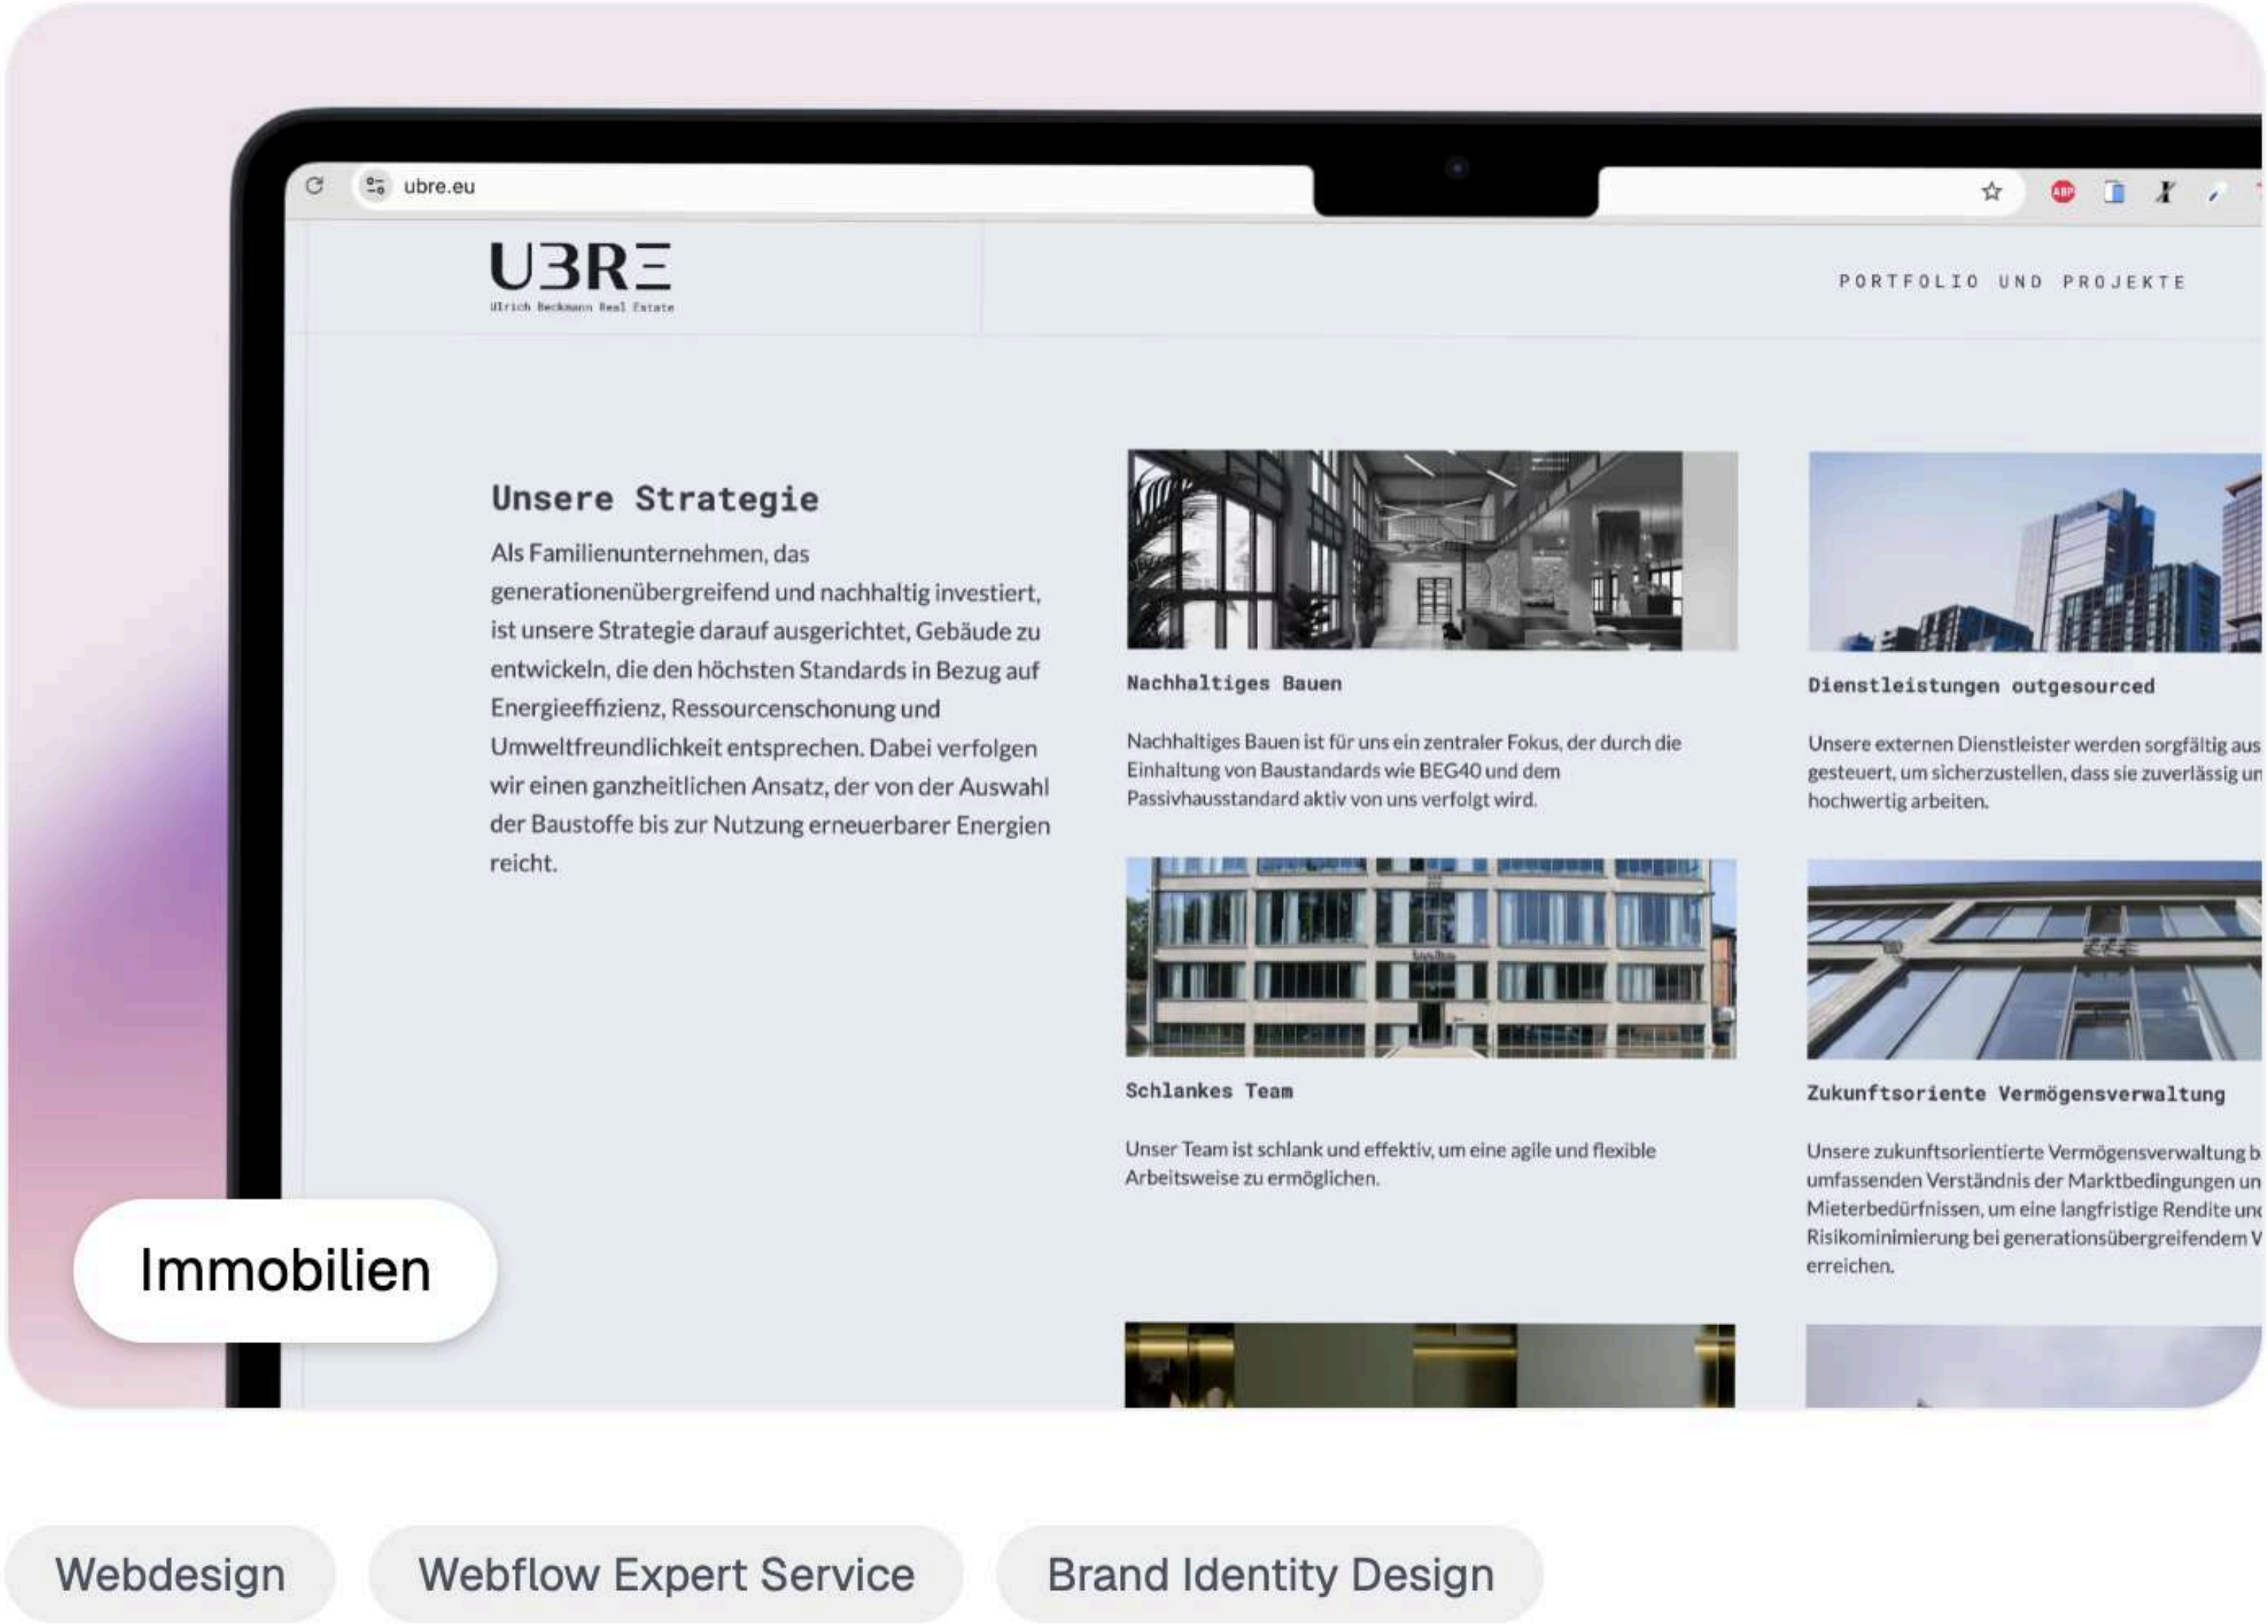 ubre.eu
ABP
UBRE
Ulrich Beckmann Real Estate
PORTFOLIO UND PROJEKTE
Unsere Strategie
Als Familienunternehmen, das
generationenübergreifend und nachhaltig investiert,
ist unsere Strategie darauf ausgerichtet, Gebäude zu
entwickeln, die den höchsten Standards in Bezug auf
Energieeffizienz, Ressourcenschonung und
Umweltfreundlichkeit entsprechen. Dabei verfolgen
wir einen ganzheitlichen Ansatz, der von der Auswahl
der Baustoffe bis zur Nutzung erneuerbarer Energien
reicht.
Nachhaltiges Bauen
Nachhaltiges Bauen ist für uns ein zentraler Fokus, der durch die
Einhaltung von Baustandards wie BEG40 und dem
Passivhausstandard aktiv von uns verfolgt wird.
Dienstleistungen outgesourced
Unsere externen Dienstleister werden sorgfältig aus
gesteuert, um sicherzustellen, dass sie zuverlässig un
hochwertig arbeiten.
Schlankes Team
Unser Team ist schlank und effektiv, um eine agile und flexible
Arbeitsweise zu ermöglichen.
Zukunftsoriente Vermögensverwaltung
Unsere zukunftsorientierte Vermögensverwaltung b
umfassenden Verständnis der Marktbedingungen un
Mieterbedürfnissen, um eine langfristige Rendite und
Risikominimierung bei generationsübergreifendem V
erreichen.
Immobilien
Webdesign
Webflow Expert Service
Brand Identity Design